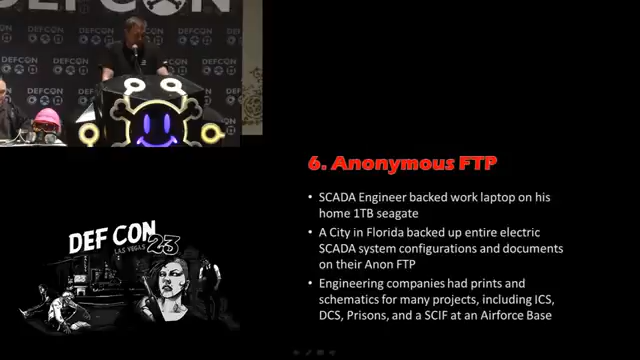 DEFCON
DEFCON
DEFCON
DEFCON
6. Anonymous FTP
• SCADA Engineer backed work laptop on his
home 1TB seagate
• A City in Florida backed up entire electric
SCADA system configurations and documents
on their Anon FTP
• Engineering companies had prints and
schematics for many projects, including ICS,
DCS, Prisons, and a SCIF at an Airforce Base
DEF CON
LAS VEGAS 23